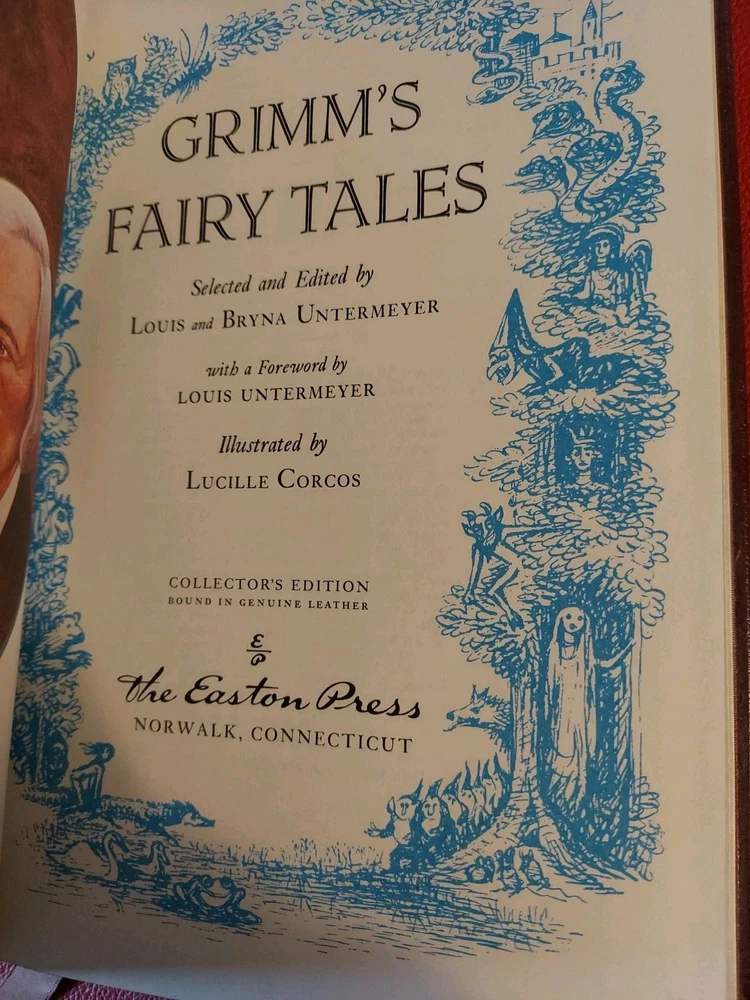 GRIMM'S
FAIRY TALES
Selected and Edited by
LOUIS and BRYNA UNTERMEYER
with a Foreword by
LOUIS UNTERMEYER
Illustrated by
LUCILLE CORCOS
COLLECTOR'S EDITION
BOUND IN GENUINE LEATHER
E
P
The Easton Press
NORWALK, CONNECTICUT